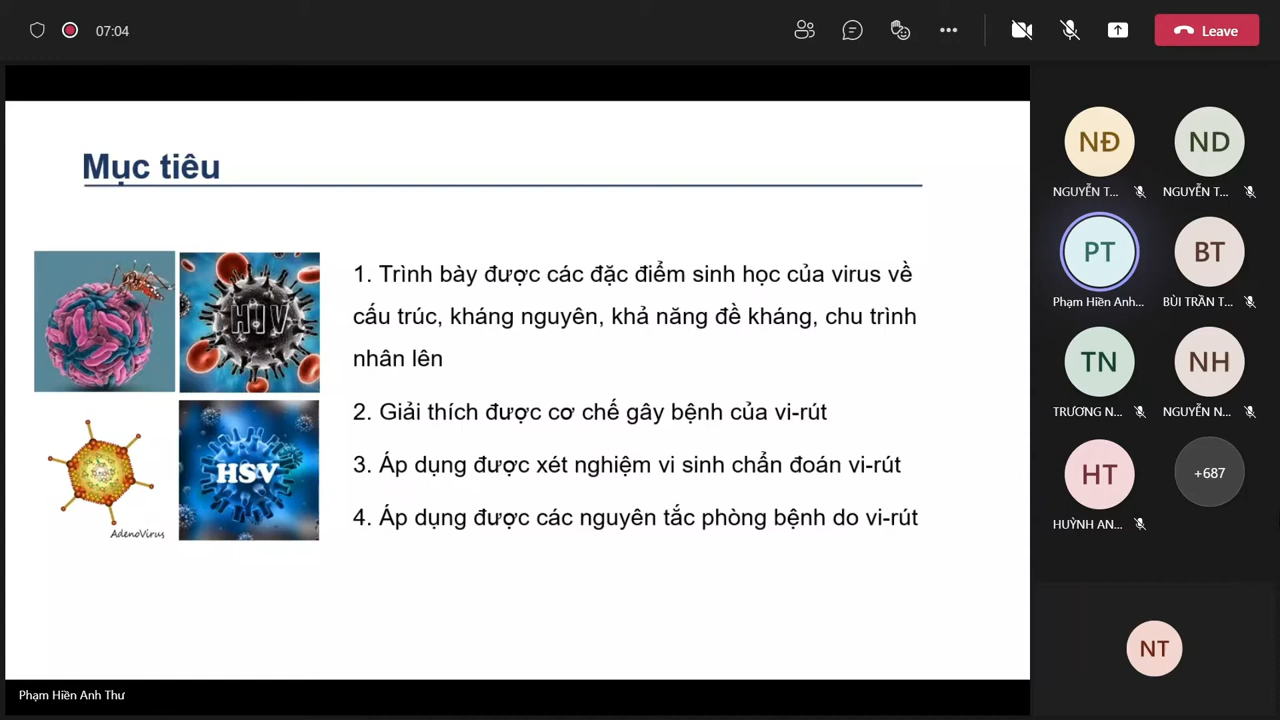 07:04
Leave
Mục tiêu
HIV
HSV
AdenoVirus
1. Trình bày được các đặc điểm sinh học của virus về
cấu trúc, kháng nguyên, khả năng đề kháng, chu trình
nhân lên
2. Giải thích được cơ chế gây bệnh của vi-rút
3. Áp dụng được xét nghiệm vi sinh chẩn đoán vi-rút
4. Áp dụng được các nguyên tắc phòng bệnh do vi-rút
NĐ
NGUYỄN T...
ND
NGUYỄN T...
PT
Phạm Hiền Anh...
BT
BÙI TRẦN T...
TN
TRƯƠNG N...
NH
NGUYỄN N...
HT
HUỲNH AN...
+687
NT
Phạm Hiền Anh Thư